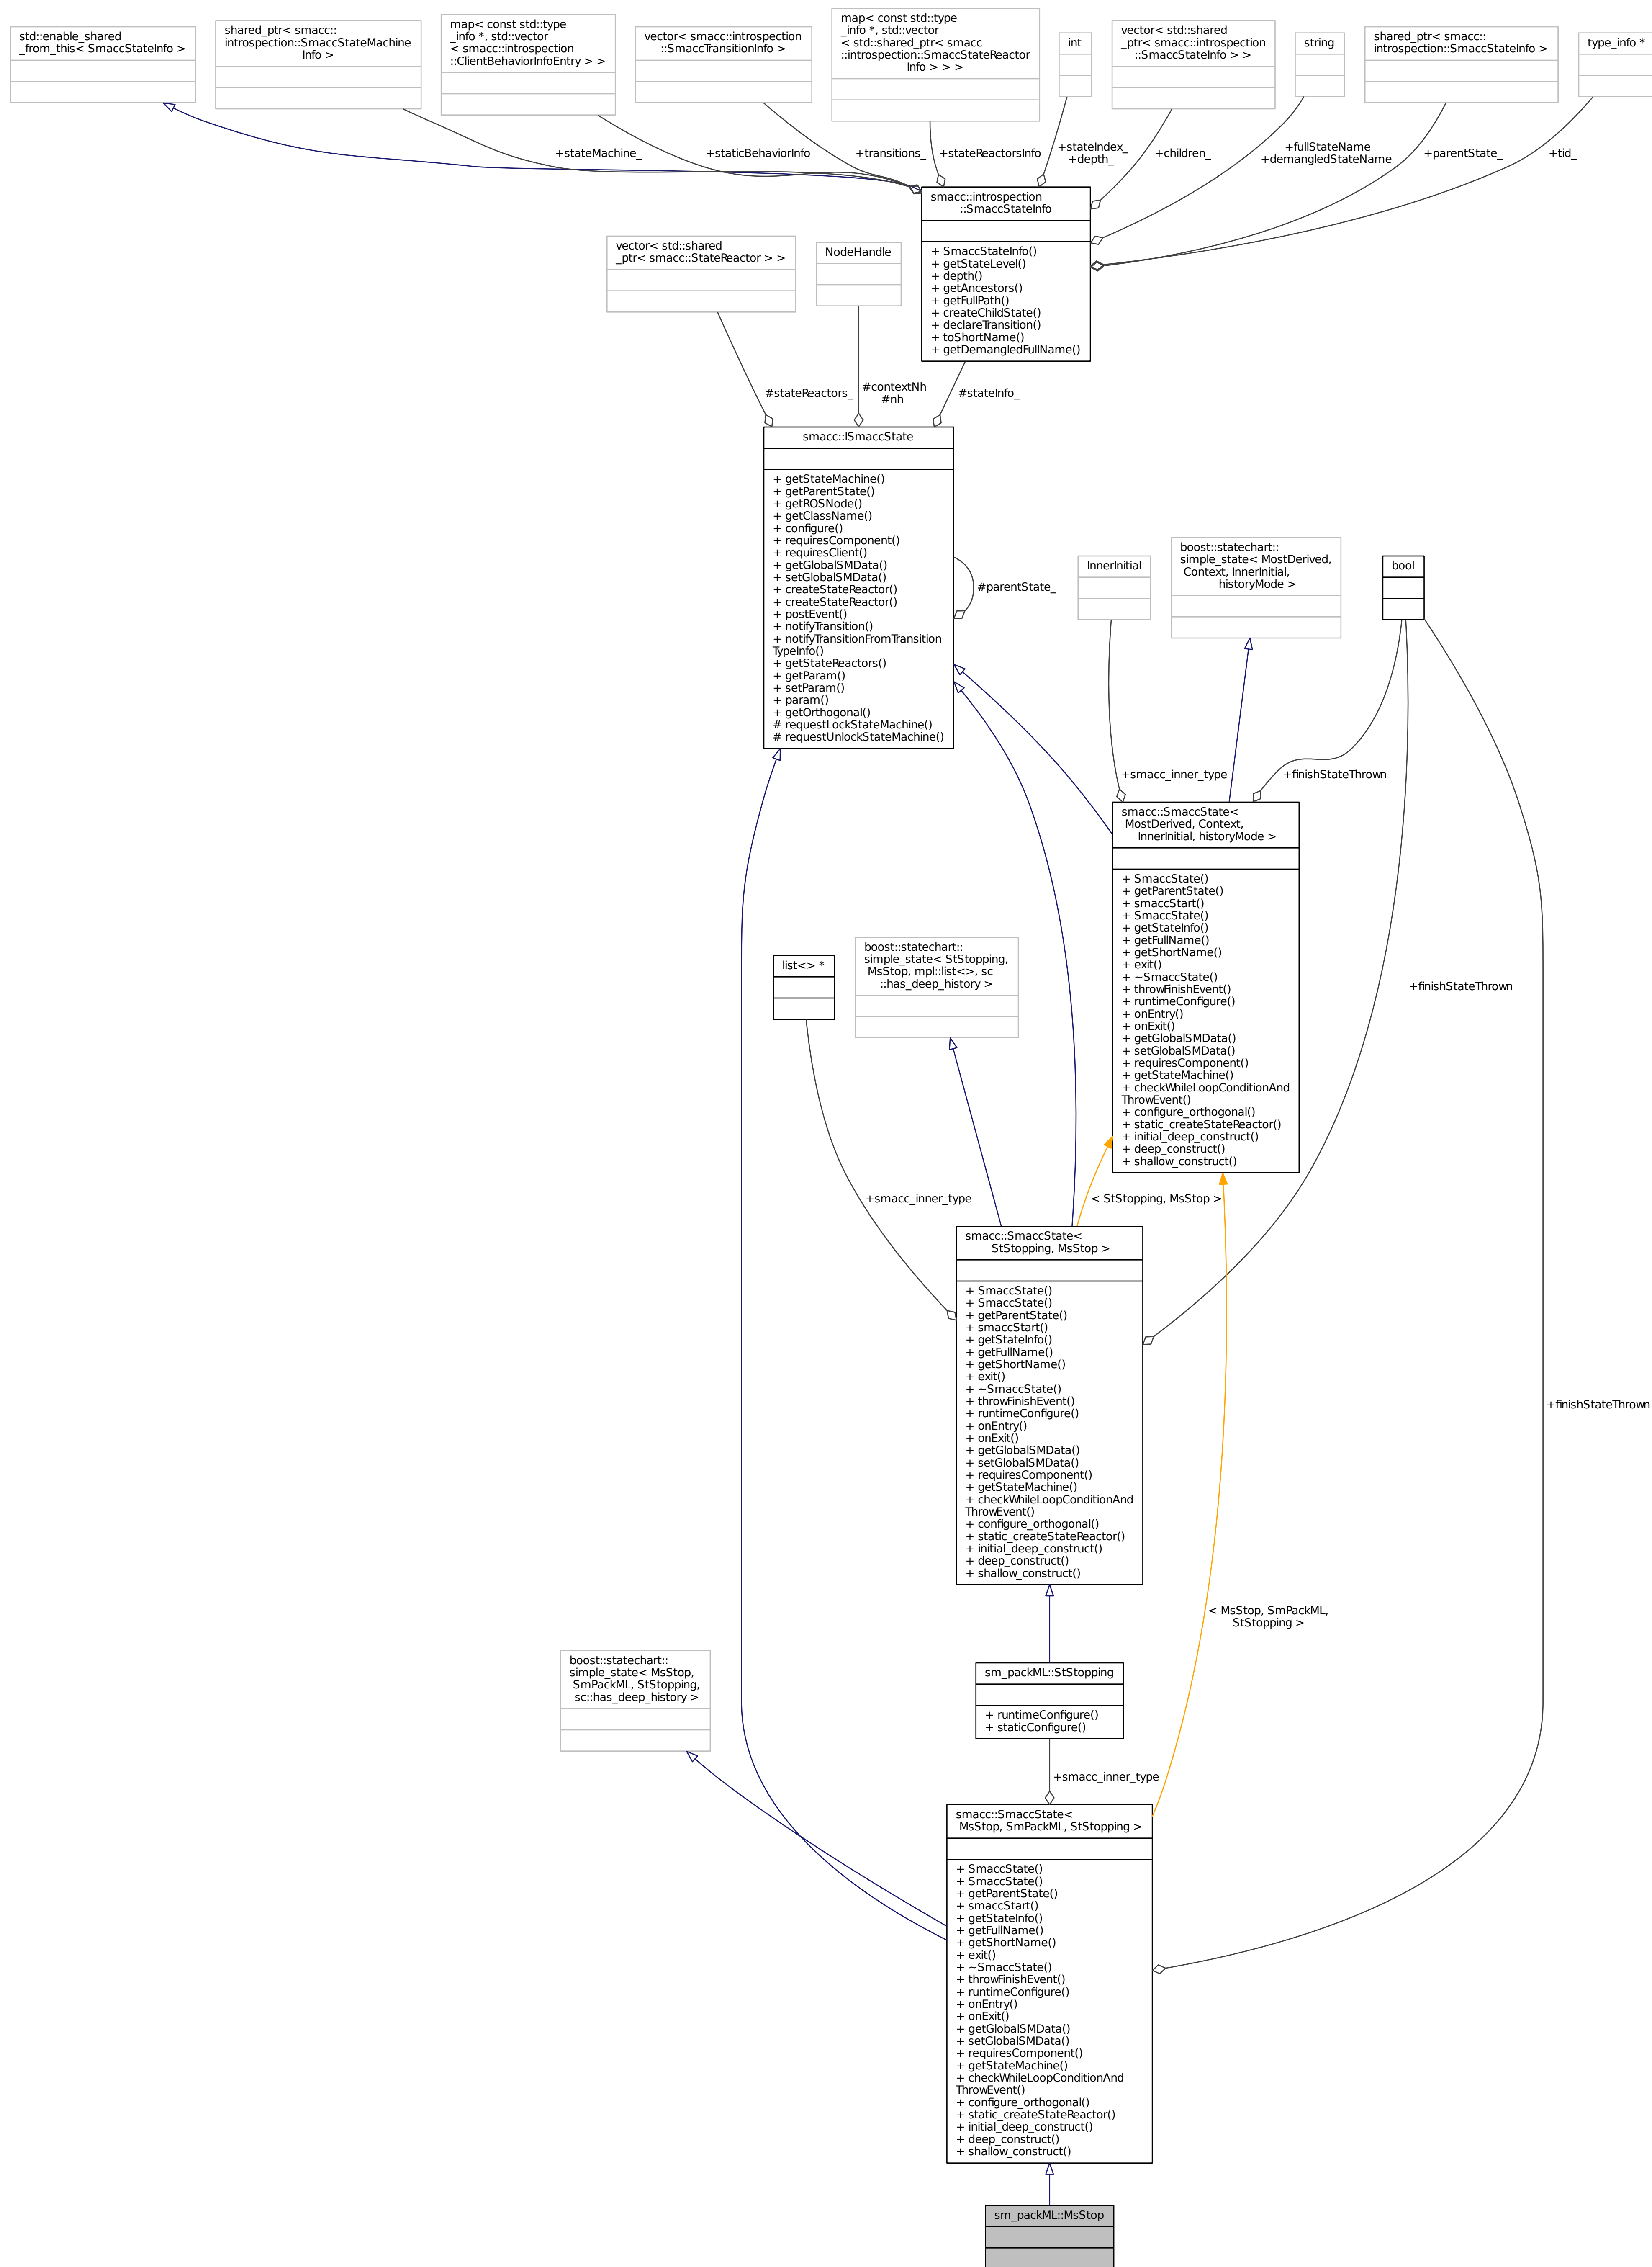 std::enable_shared
_from_this< SmaccStateInfo >
shared_ptr< smacc::
introspection::SmaccStateMachine
Info >
map< const std::type
_info *, std::vector
< smacc::introspection
::ClientBehaviorInfoEntry > >
vector< smacc::introspection
::SmaccTransitionInfo >
map< const std::type
_info *, std::vector
< std::shared_ptr< smacc
::introspection::SmaccStateReactor
Info > > >
int
vector< std::shared
_ptr< smacc::introspection
::SmaccStateInfo > >
string
shared_ptr< smacc::
introspection::SmaccStateInfo >
type_info *
+stateMachine_
+staticBehaviorInfo
+transitions_
+stateReactorsInfo
+stateIndex_
+depth_
+children_
+fullStateName
+demangledStateName
+parentState_
+tid_
smacc::introspection
::SmaccStateInfo
+ SmaccStateInfo()
+ getStateLevel()
+ depth()
+ getAncestors()
+ getFullPath()
+ createChildState()
+ declareTransition()
+ toShortName()
+ getDemangledFullName()
vector< std::shared
_ptr< smacc::StateReactor > >
NodeHandle
#stateReactors_
#contextNh
#nh
#stateInfo_
smacc::ISmaccState
+ getStateMachine()
+ getParentState()
+ getROSNode()
+ getClassName()
+ configure()
+ requiresComponent()
+ requiresClient()
+ getGlobalSMData()
+ setGlobalSMData()
+ createStateReactor()
+ createStateReactor()
+ postEvent()
+ notifyTransition()
+ notifyTransitionFromTransition
TypeInfo()
+ getStateReactors()
+ getParam()
+ setParam()
+ param()
+ getOrthogonal()
# requestLockStateMachine()
# requestUnlockStateMachine()
#parentState_
InnerInitial
boost::statechart::
simple_state< MostDerived,
Context, InnerInitial,
historyMode >
bool
+smacc_inner_type
+finishStateThrown
smacc::SmaccState<
MostDerived, Context,
InnerInitial, historyMode >
+ SmaccState()
+ getParentState()
+ smaccStart()
+ SmaccState()
+ getStateInfo()
+ getFullName()
+ getShortName()
+ exit()
+ ~SmaccState()
+ throwFinishEvent()
+ runtimeConfigure()
+ onEntry()
+ onExit()
+ getGlobalSMData()
+ setGlobalSMData()
+ requiresComponent()
+ getStateMachine()
+ checkWhileLoopConditionAnd
ThrowEvent()
+ configure_orthogonal()
+ static_createStateReactor()
+ initial_deep_construct()
+ deep_construct()
+ shallow_construct()
list<> *
boost::statechart::
simple_state< StStopping,
MsStop, mpl::list<>, sc
::has_deep_history >
+finishStateThrown
+smacc_inner_type
< StStopping, MsStop >
smacc::SmaccState<
StStopping, MsStop >
+ SmaccState()
+ SmaccState()
+ getParentState()
+ smaccStart()
+ getStateInfo()
+ getFullName()
+ getShortName()
+ exit()
+ ~SmaccState()
+ throwFinishEvent()
+ runtimeConfigure()
+ onEntry()
+ onExit()
+ getGlobalSMData()
+ setGlobalSMData()
+ requiresComponent()
+ getStateMachine()
+ checkWhileLoopConditionAnd
ThrowEvent()
+ configure_orthogonal()
+ static_createStateReactor()
+ initial_deep_construct()
+ deep_construct()
+ shallow_construct()
+finishStateThrown
< MsStop, SmPackML,
StStopping >
boost::statechart::
simple_state< MsStop,
SmPackML, StStopping,
sc::has_deep_history >
sm_packML::StStopping
+ runtimeConfigure()
+ staticConfigure()
+smacc_inner_type
smacc::SmaccState<
MsStop, SmPackML, StStopping >
+ SmaccState()
+ SmaccState()
+ getParentState()
+ smaccStart()
+ getStateInfo()
+ getFullName()
+ getShortName()
+ exit()
+ ~SmaccState()
+ throwFinishEvent()
+ runtimeConfigure()
+ onEntry()
+ onExit()
+ getGlobalSMData()
+ setGlobalSMData()
+ requiresComponent()
+ getStateMachine()
+ checkWhileLoopConditionAnd
ThrowEvent()
+ configure_orthogonal()
+ static_createStateReactor()
+ initial_deep_construct()
+ deep_construct()
+ shallow_construct()
sm_packML::MsStop